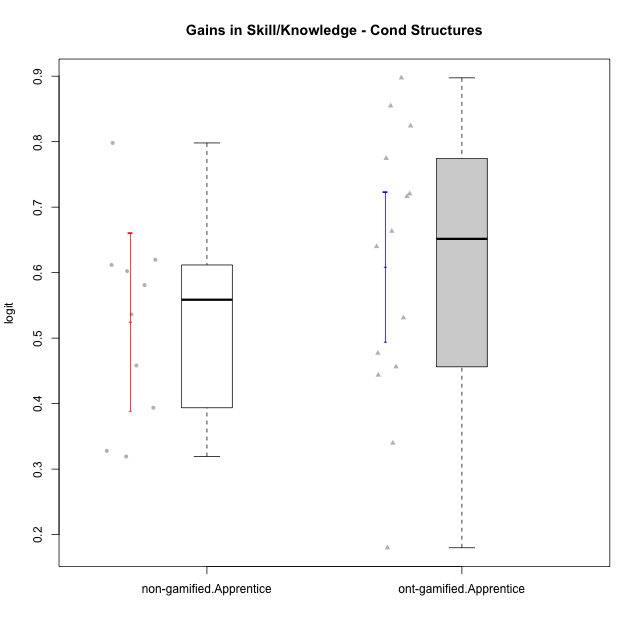 Gains in Skill/Knowledge - Cond Structures
logit
0.9
0.8
0.7
0.6
0.5
0.4
0.3
0.2
non-gamified.Apprentice
ont-gamified.Apprentice